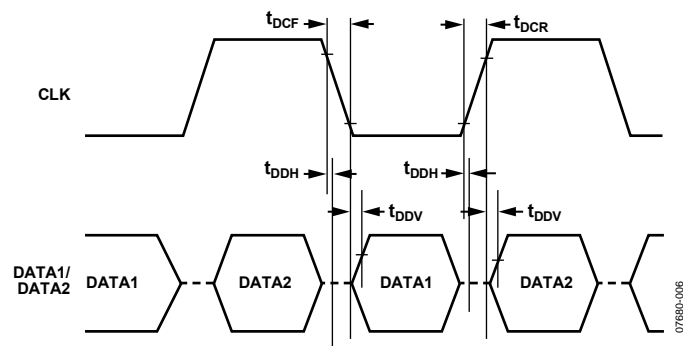 tDCF
tDCR
CLK
tDDH
tDDH
tDDV
tDDV
DATA1/
DATA2
DATA1
DATA2
DATA1
DATA2
07680-006